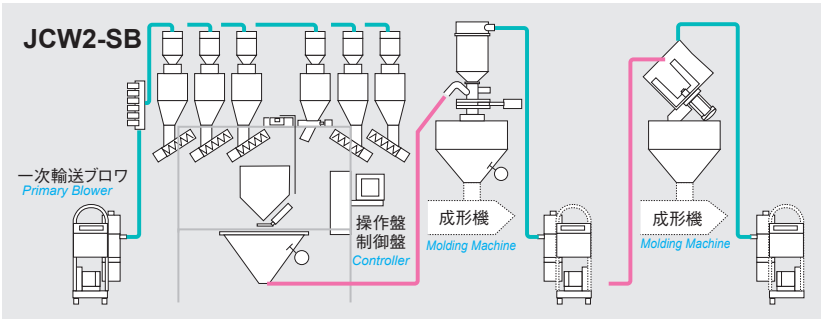 JCW2-SB
一次輸送ブロワ
Primary Blower
操作盤
制御盤
Controller
成形機
Molding Machine
成形機
Molding Machine